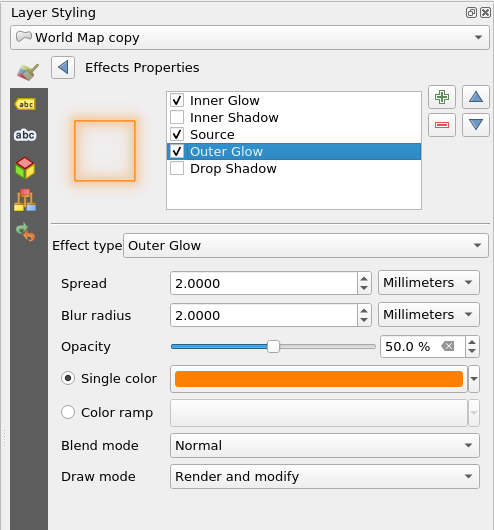 Layer Styling
World Map copy
Effects Properties
abc
abc
Inner Glow
Inner Shadow
Source
Outer Glow
Drop Shadow
Effect type Outer Glow
Spread 2.0000 Millimeters
Blur radius 2.0000 Millimeters
Opacity 50.0 %
Single color
Color ramp
Blend mode Normal
Draw mode Render and modify